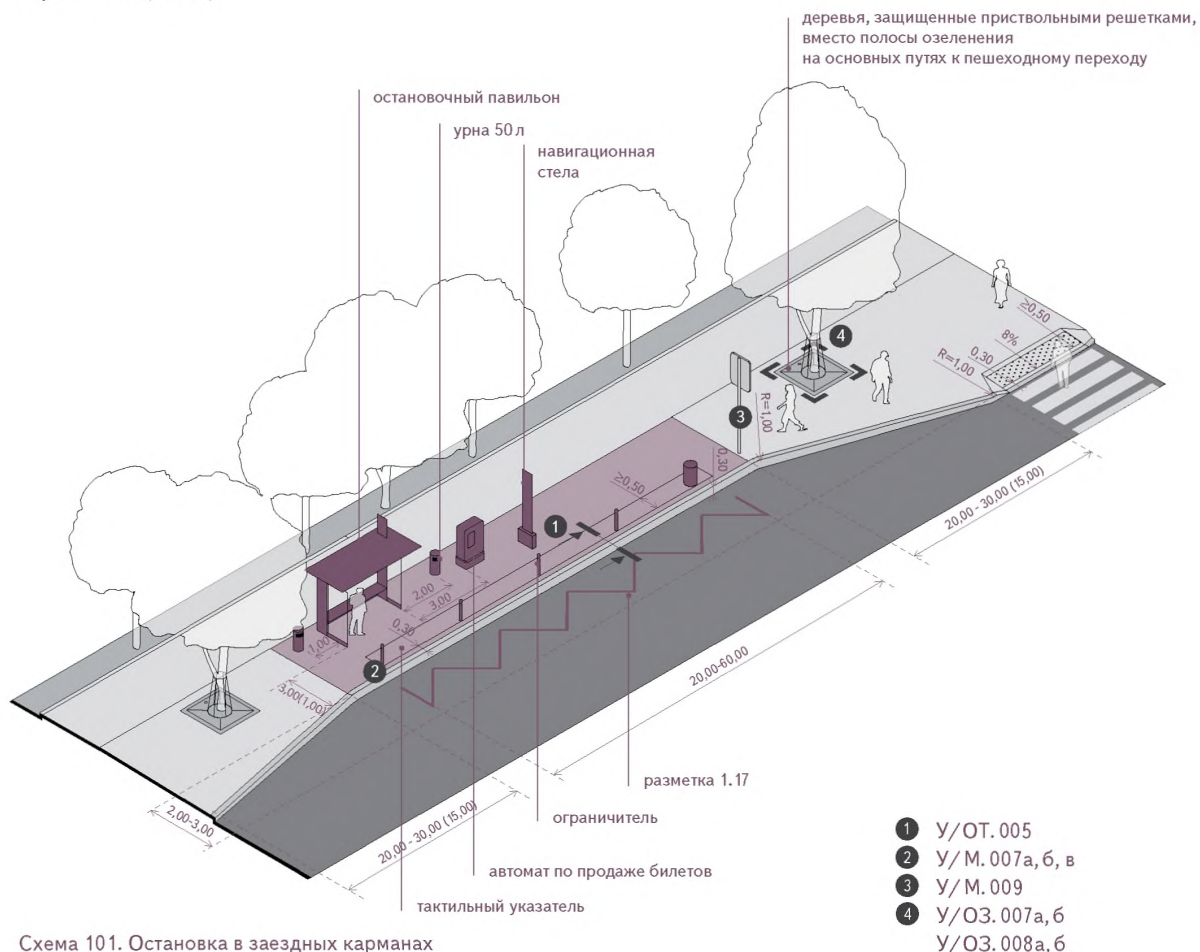 деревья, защищенные приствольными решетками,
вместо полосы озеленения
на основных путях к пешеходному переходу
остановочный павильон
урна 50 л
навигационная
стела
4
≥0,50
8%
0,30
R=1,00
3
R=1,00
0,30
≥0,50
20,00 - 30,00 (15,00)
1
2,00
3,00
0,30
1,00
2
3,00(1,00)
20,00-60,00
разметка 1.17
2,00-3,00
20,00 - 30,00 (15,00)
ограничитель
автомат по продаже билетов
тактильный указатель
1 У/ОТ. 005
2 У/М. 007а, б, в
3 У/М. 009
4 У/ОЗ. 007а, б
У/ОЗ. 008а, б
Схема 101. Остановка в заездных карманах